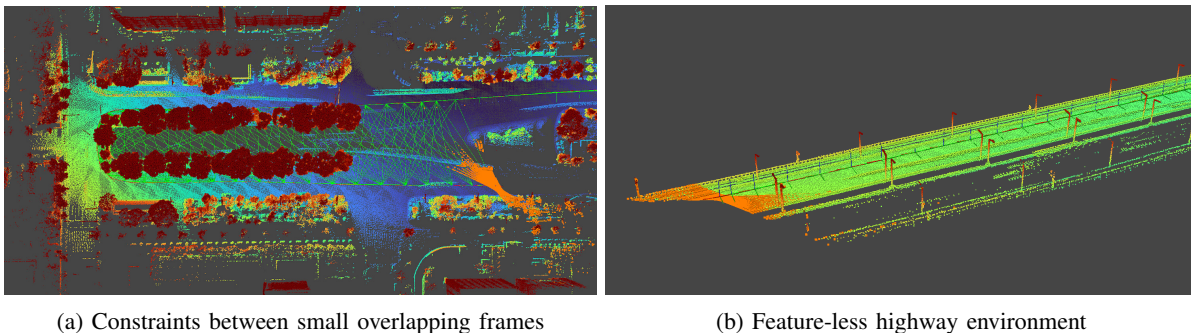 (a) Constraints between small overlapping frames
(b) Feature-less highway environment